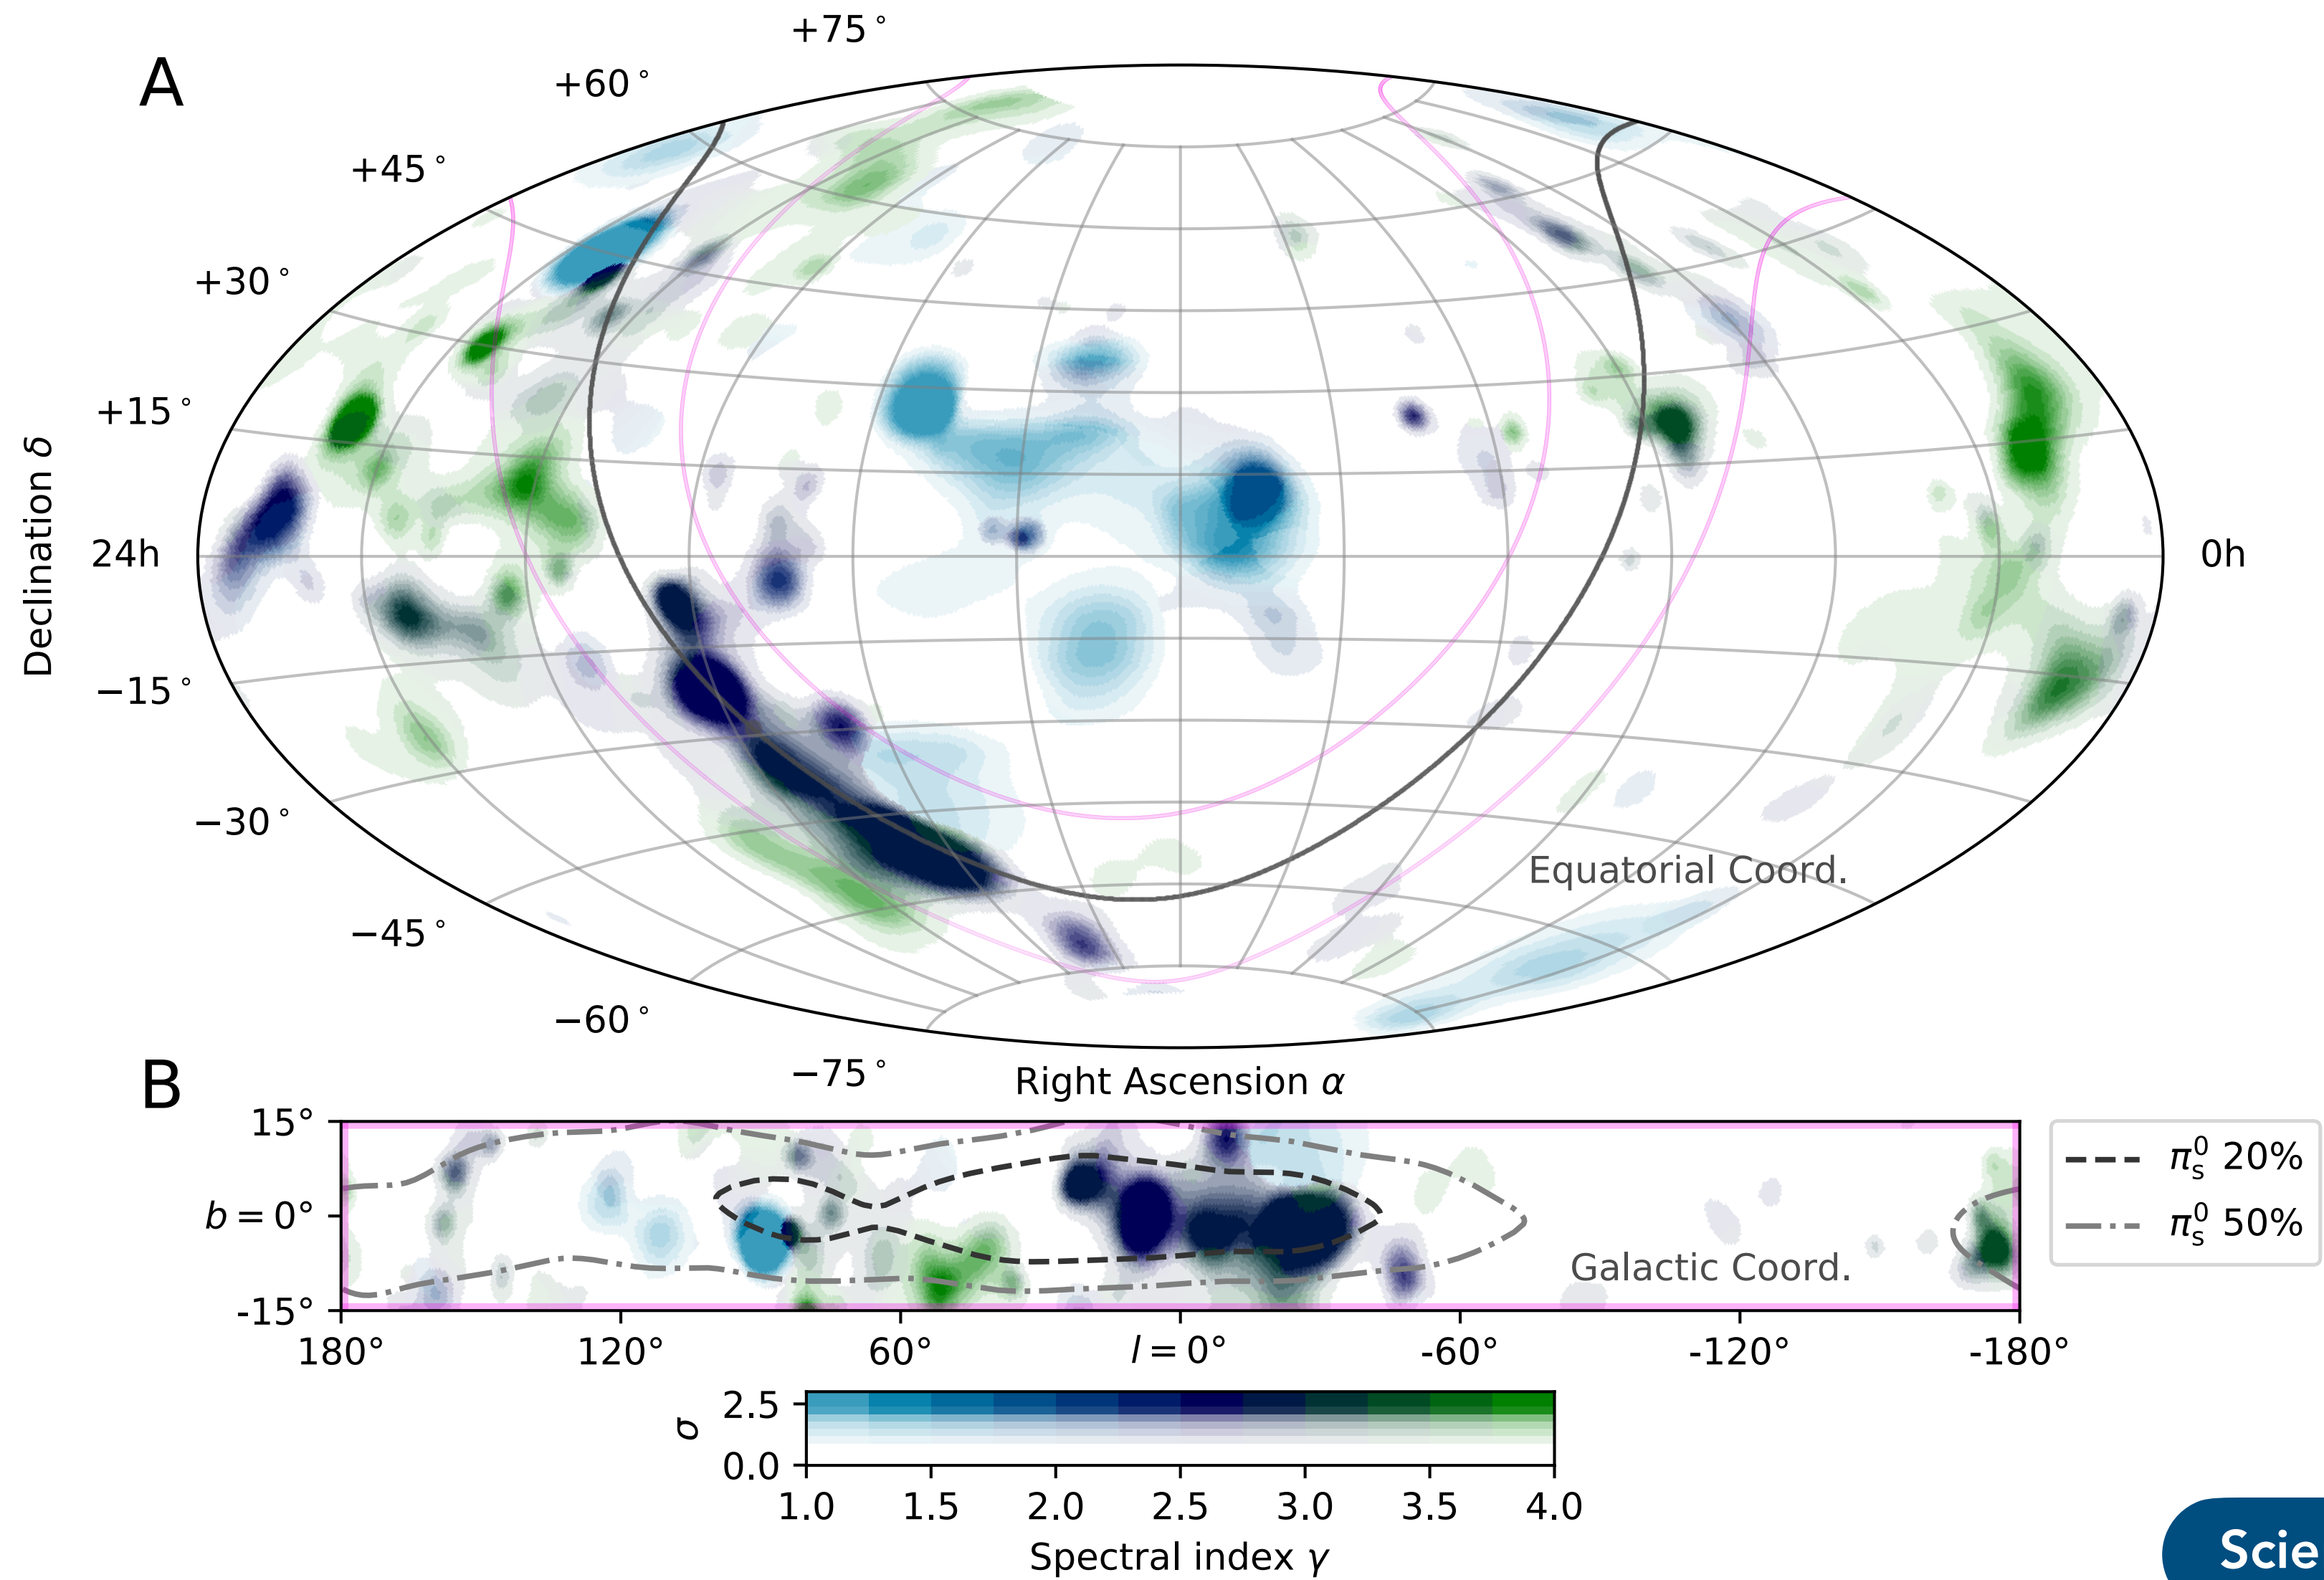 A
+75°
+60°
+45°
+30°
+15°
24h
0h
−15°
−30°
−45°
−60°
−75°
Declination δ
Equatorial Coord.
Right Ascension α
B
15°
b = 0°
-15°
180°
120°
60°
l = 0°
-60°
-120°
-180°
Galactic Coord.
π⁰ₛ 20%
π⁰ₛ 50%
σ
2.5
0.0
1.0
1.5
2.0
2.5
3.0
3.5
4.0
Spectral index γ
Scie